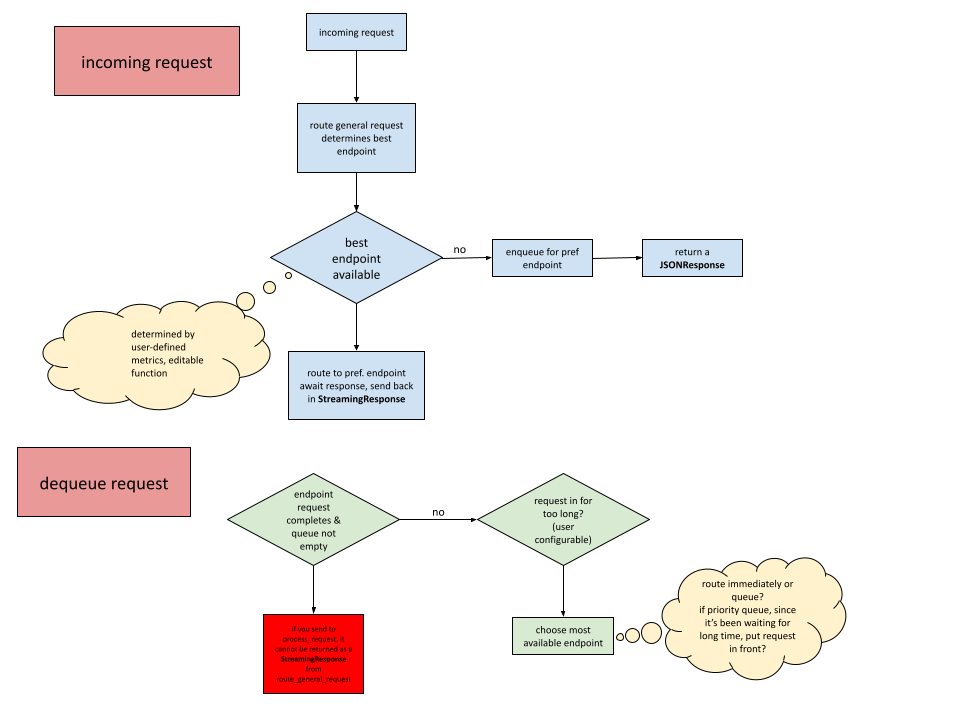 incoming request
incoming request
route general request
determines best
endpoint
best
endpoint
available
no
enqueue for pref
endpoint
return a
JSONResponse
determined by
user-defined
metrics, editable
function
route to pref. endpoint
await response, send back
in StreamingResponse
dequeue request
endpoint
request
completes &
queue not
empty
no
request in for
too long?
(user
configurable)
if you send to
process_request, it
cannot be returned as a
StreamingResponse
from
route_general_request
choose most
available endpoint
route immediately or
queue?
if priority queue, since
it's been waiting for
long time, put request
in front?